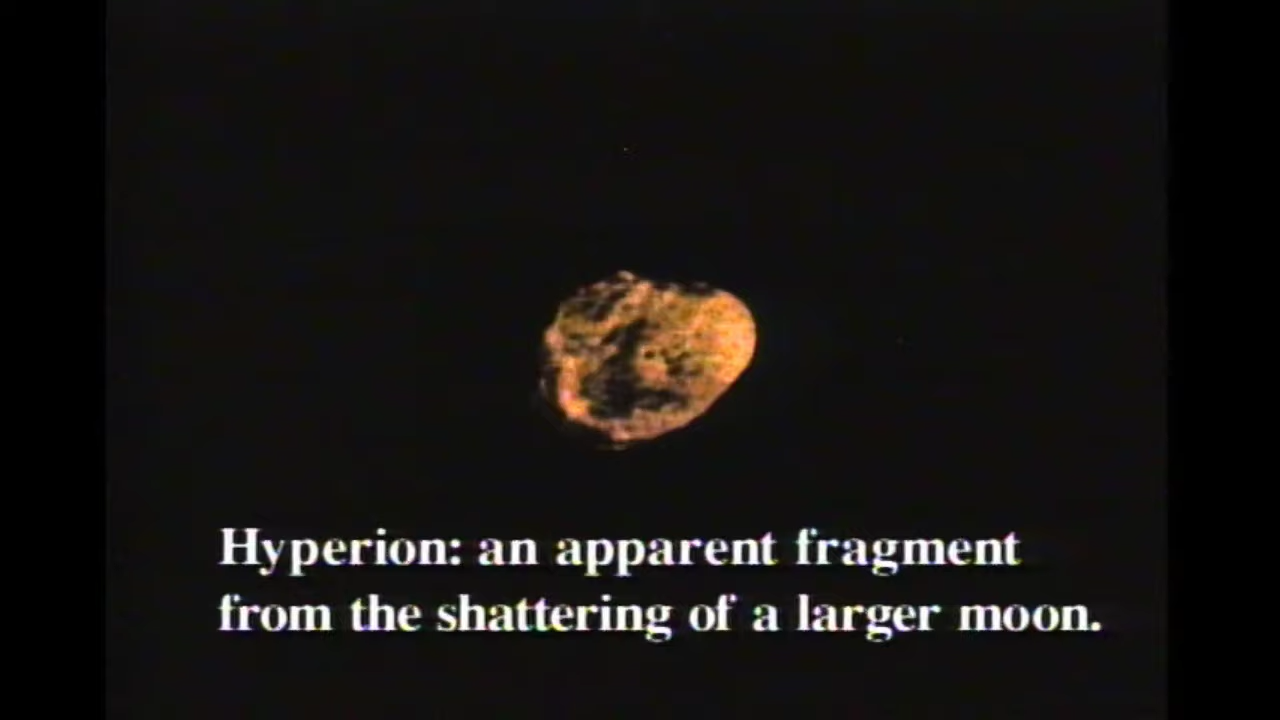 Hyperion: an apparent fragment
from the shattering of a larger moon.